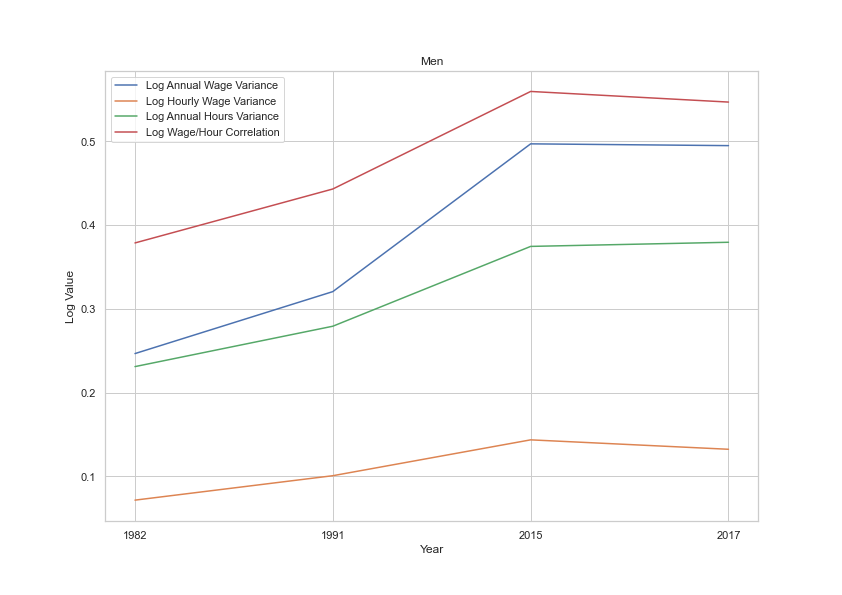 Men
Log Annual Wage Variance
Log Hourly Wage Variance
Log Annual Hours Variance
Log Wage/Hour Correlation
0.5
0.4
0.3
0.2
0.1
Log Value
1982 1991 2015 2017
Year